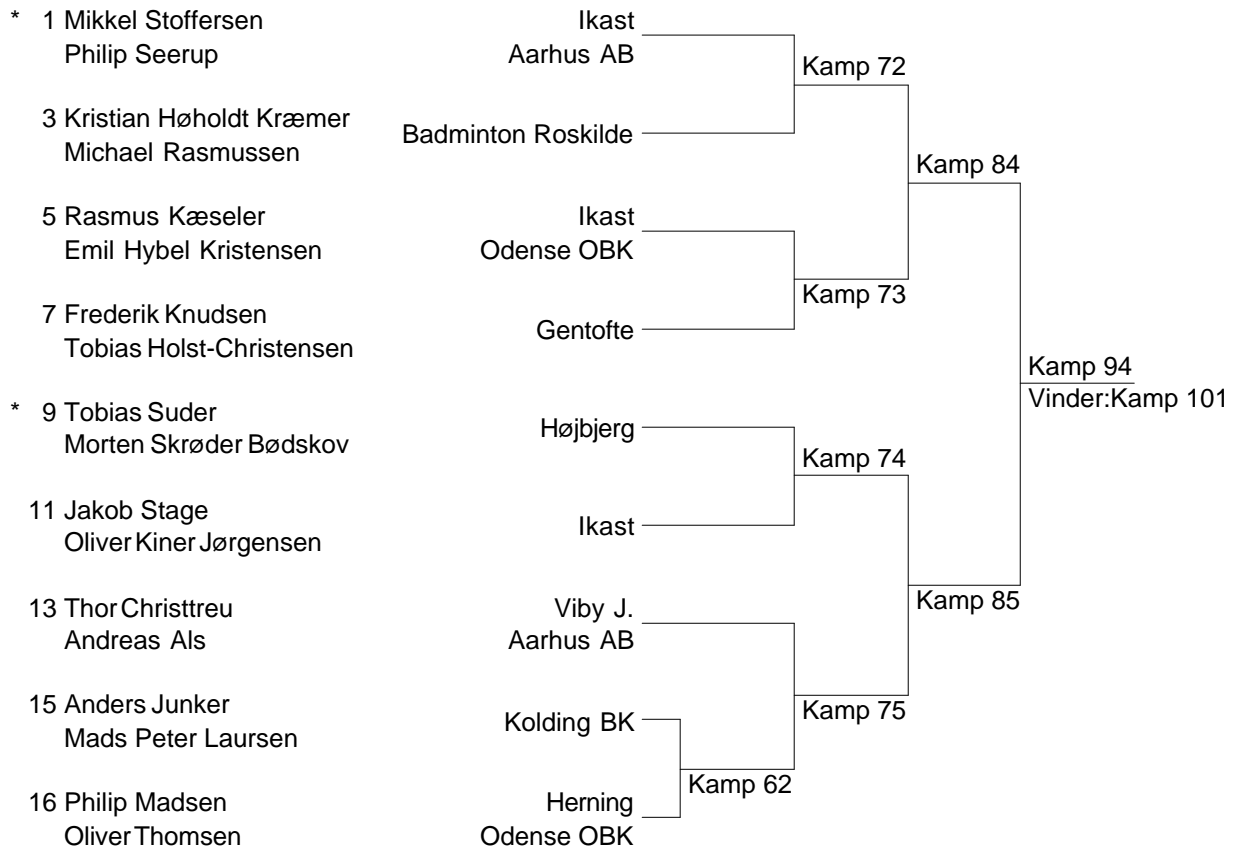 * 1 Mikkel Stoffersen Ikast
Philip Seerup Aarhus AB
Kamp 72
3 Kristian Høholdt Kræmer Badminton Roskilde
Michael Rasmussen
Kamp 84
5 Rasmus Kæseler Ikast
Emil Hybel Kristensen Odense OBK
Kamp 73
7 Frederik Knudsen Gentofte
Tobias Holst-Christensen
Kamp 94
Vinder:Kamp 101
* 9 Tobias Suder Højbjerg
Morten Skrøder Bødskov
Kamp 74
11 Jakob Stage Ikast
Oliver Kiner Jørgensen
Kamp 85
13 Thor Christtreu Viby J.
Andreas Als Aarhus AB
Kamp 75
15 Anders Junker Kolding BK
Mads Peter Laursen
Kamp 62
16 Philip Madsen Herning
Oliver Thomsen Odense OBK